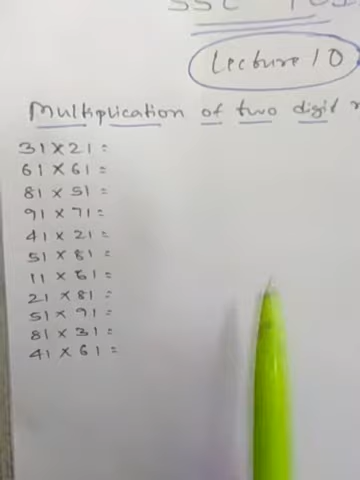 SSC
Lecture 10
Multiplication of two digit
31 × 21 =
61 × 61 =
81 × 51 =
91 × 71 =
41 × 21 =
51 × 81 =
11 × 61 =
21 × 81 =
51 × 91 =
81 × 31 =
41 × 61 =